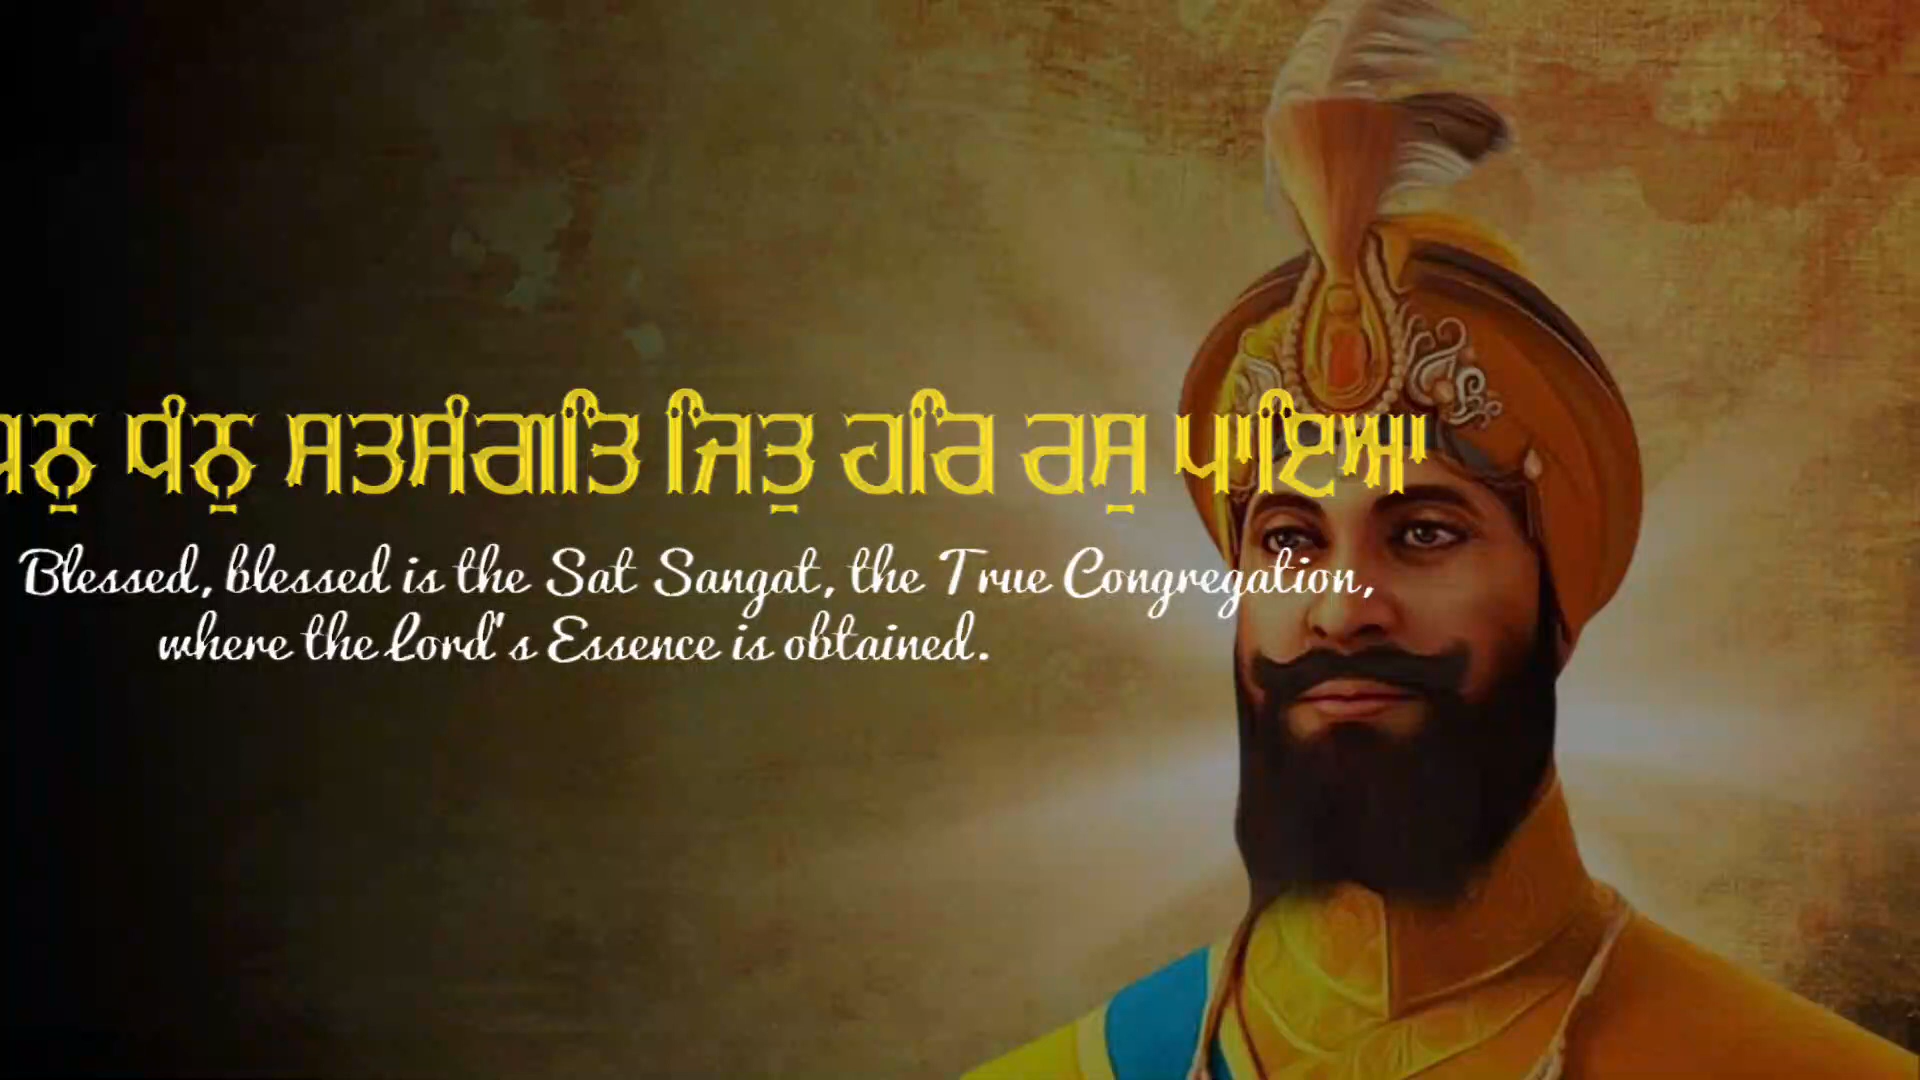 ਧੰਨੁ ਸਤਸੰਗਤਿ ਜਿਤੁ ਹਰਿ ਰਸੁ ਪਾਇਆ
Blessed, blessed is the Sat Sangat, the True Congregation,
where the Lord's Essence is obtained.